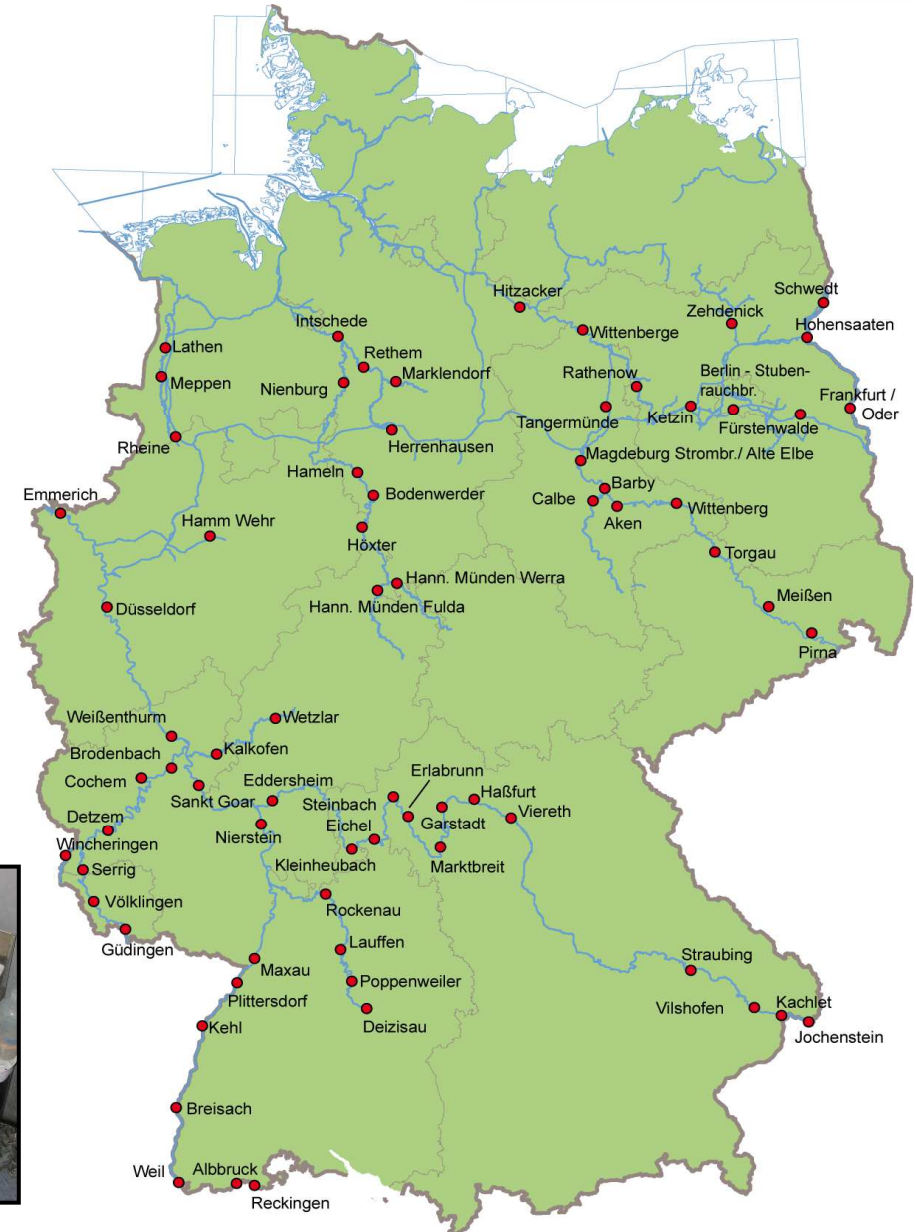 Hitzacker
Schwedt
Zehdenick
Intschede
Wittenberge
Hohensaaten
Lathen
Rethem
Rathenow
Berlin - Stuben-
rauchbr.
Meppen
Nienburg
Marklendorf
Frankfurt /
Oder
Tangermünde
Ketzin
Fürstenwalde
Rheine
Herrenhausen
Magdeburg Strombr./ Alte Elbe
Hameln
Emmerich
Bodenwerder
Calbe
Barby
Wittenberg
Hamm Wehr
Aken
Höxter
Torgau
Hann. Münden Werra
Düsseldorf
Hann. Münden Fulda
Meißen
Pirna
Weißenthurm
Wetzlar
Brodenbach
Kalkofen
Cochem
Eddersheim
Erlabrunn
Sankt Goar
Steinbach
Haßfurt
Detzem
Eichel
Garstadt
Viereth
Nierstein
Wincheringen
Kleinheubach
Marktbreit
Serrig
Völklingen
Rockenau
Güdingen
Lauffen
Maxau
Straubing
Plittersdorf
Poppenweiler
Kehl
Deizisau
Vilshofen
Kachlet
Jochenstein
Breisach
Weil
Albbruck
Reckingen